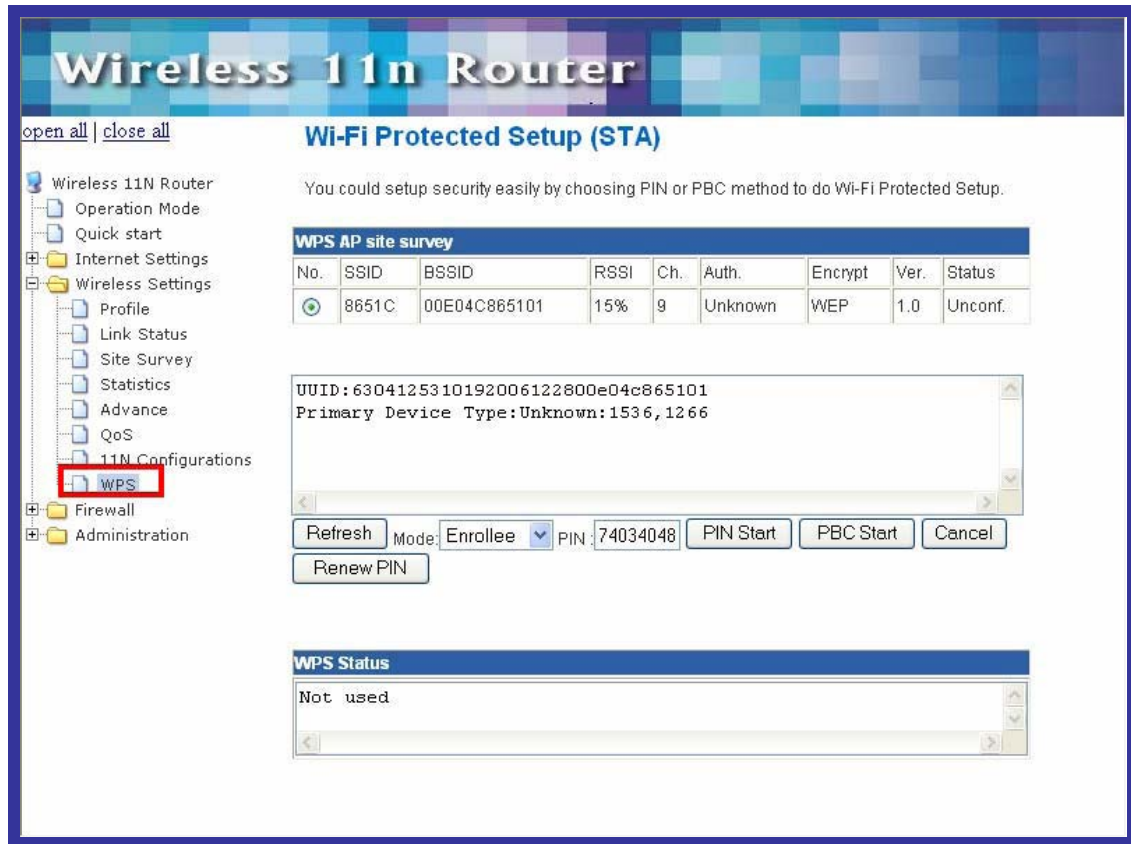 Wireless 11n Router
open all | close all
Wireless 11N Router
Operation Mode
Quick start
Internet Settings
Wireless Settings
Profile
Link Status
Site Survey
Statistics
Advance
QoS
11N Configurations
WPS
Firewall
Administration
Wi-Fi Protected Setup (STA)
You could setup security easily by choosing PIN or PBC method to do Wi-Fi Protected Setup.
WPS AP site survey
No. SSID BSSID RSSI Ch. Auth. Encrypt Ver. Status
8651C 00E04C865101 15% 9 Unknown WEP 1.0 Unconf.
UUID:6304125310192006122800e04c865101
Primary Device Type:Unknown:1536,1266
Refresh Mode: Enrollee PIN : 74034048 PIN Start PBC Start Cancel
Renew PIN
WPS Status
Not used